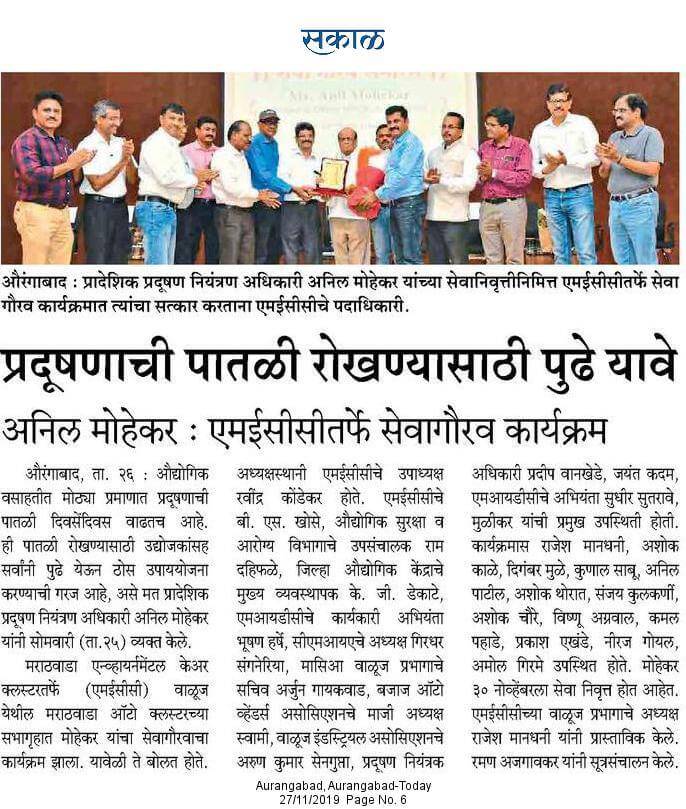 सकाळ
Mr. Anil Mohekar
औरंगाबाद : प्रादेशिक प्रदूषण नियंत्रण अधिकारी अनिल मोहेकर यांच्या सेवानिवृत्तीनिमित्त एमईसीसीतर्फे सेवा
गौरव कार्यक्रमात त्यांचा सत्कार करताना एमईसीसीचे पदाधिकारी.
प्रदूषणाची पातळी रोखण्यासाठी पुढे यावे
अनिल मोहेकर : एमईसीसीतर्फे सेवागौरव कार्यक्रम
औरंगाबाद, ता. २६ : औद्योगिक
वसाहतीत मोठ्या प्रमाणात प्रदूषणाची
पातळी दिवसेंदिवस वाढतच आहे.
ही पातळी रोखण्यासाठी उद्योजकांसह
सर्वांनी पुढे येऊन ठोस उपाययोजना
करण्याची गरज आहे, असे मत प्रादेशिक
प्रदूषण नियंत्रण अधिकारी अनिल मोहेकर
यांनी सोमवारी (ता.२५) व्यक्त केले.
मराठवाडा एन्व्हायर्नमेंटल केअर
क्लस्टरतर्फे (एमईसीसी) वाळूज
येथील मराठवाडा ऑटो क्लस्टरच्या
सभागृहात मोहेकर यांचा सेवागौरवाचा
कार्यक्रम झाला. यावेळी ते बोलत होते.
अध्यक्षस्थानी एमईसीसीचे उपाध्यक्ष
रवींद्र कोंडेकर होते. एमईसीसीचे
बी. एस. खोसे, औद्योगिक सुरक्षा व
आरोग्य विभागाचे उपसंचालक राम
दहिफळे, जिल्हा औद्योगिक केंद्राचे
मुख्य व्यवस्थापक के. जी. डेकाटे,
एमआयडीसीचे कार्यकारी अभियंता
भूषण हर्षे, सीएमआयएचे अध्यक्ष गिरधर
संगनेरिया, मासिआ वाळूज प्रभागाचे
सचिव अर्जुन गायकवाड, बजाज ऑटो
व्हेंडर्स असोसिएशनचे माजी अध्यक्ष
स्वामी, वाळूज इंडस्ट्रियल असोसिएशनचे
अरुण कुमार सेनगुप्ता, प्रदूषण नियंत्रक
अधिकारी प्रदीप वानखेडे, जयंत कदम,
एमआयडीसीचे अभियंता सुधीर सुतरावे,
मुळीकर यांची प्रमुख उपस्थिती होती.
कार्यक्रमास राजेश मानधनी, अशोक
काळे, दिगंबर मुळे, कुणाल साबू, अनिल
पाटील, अशोक थोरात, संजय कुलकर्णी,
अशोक चौरे, विष्णू अग्रवाल, कमल
पहाडे, प्रकाश एखंडे, नीरज गोयल,
अमोल गिरमे उपस्थित होते. मोहेकर
३० नोव्हेंबरला सेवा निवृत्त होत आहेत.
एमईसीसीच्या वाळूज प्रभागाचे अध्यक्ष
राजेश मानधनी यांनी प्रास्ताविक केले.
रमण अजगावकर यांनी सूत्रसंचालन केले.
Aurangabad, Aurangabad-Today
27/11/2019 Page No. 6